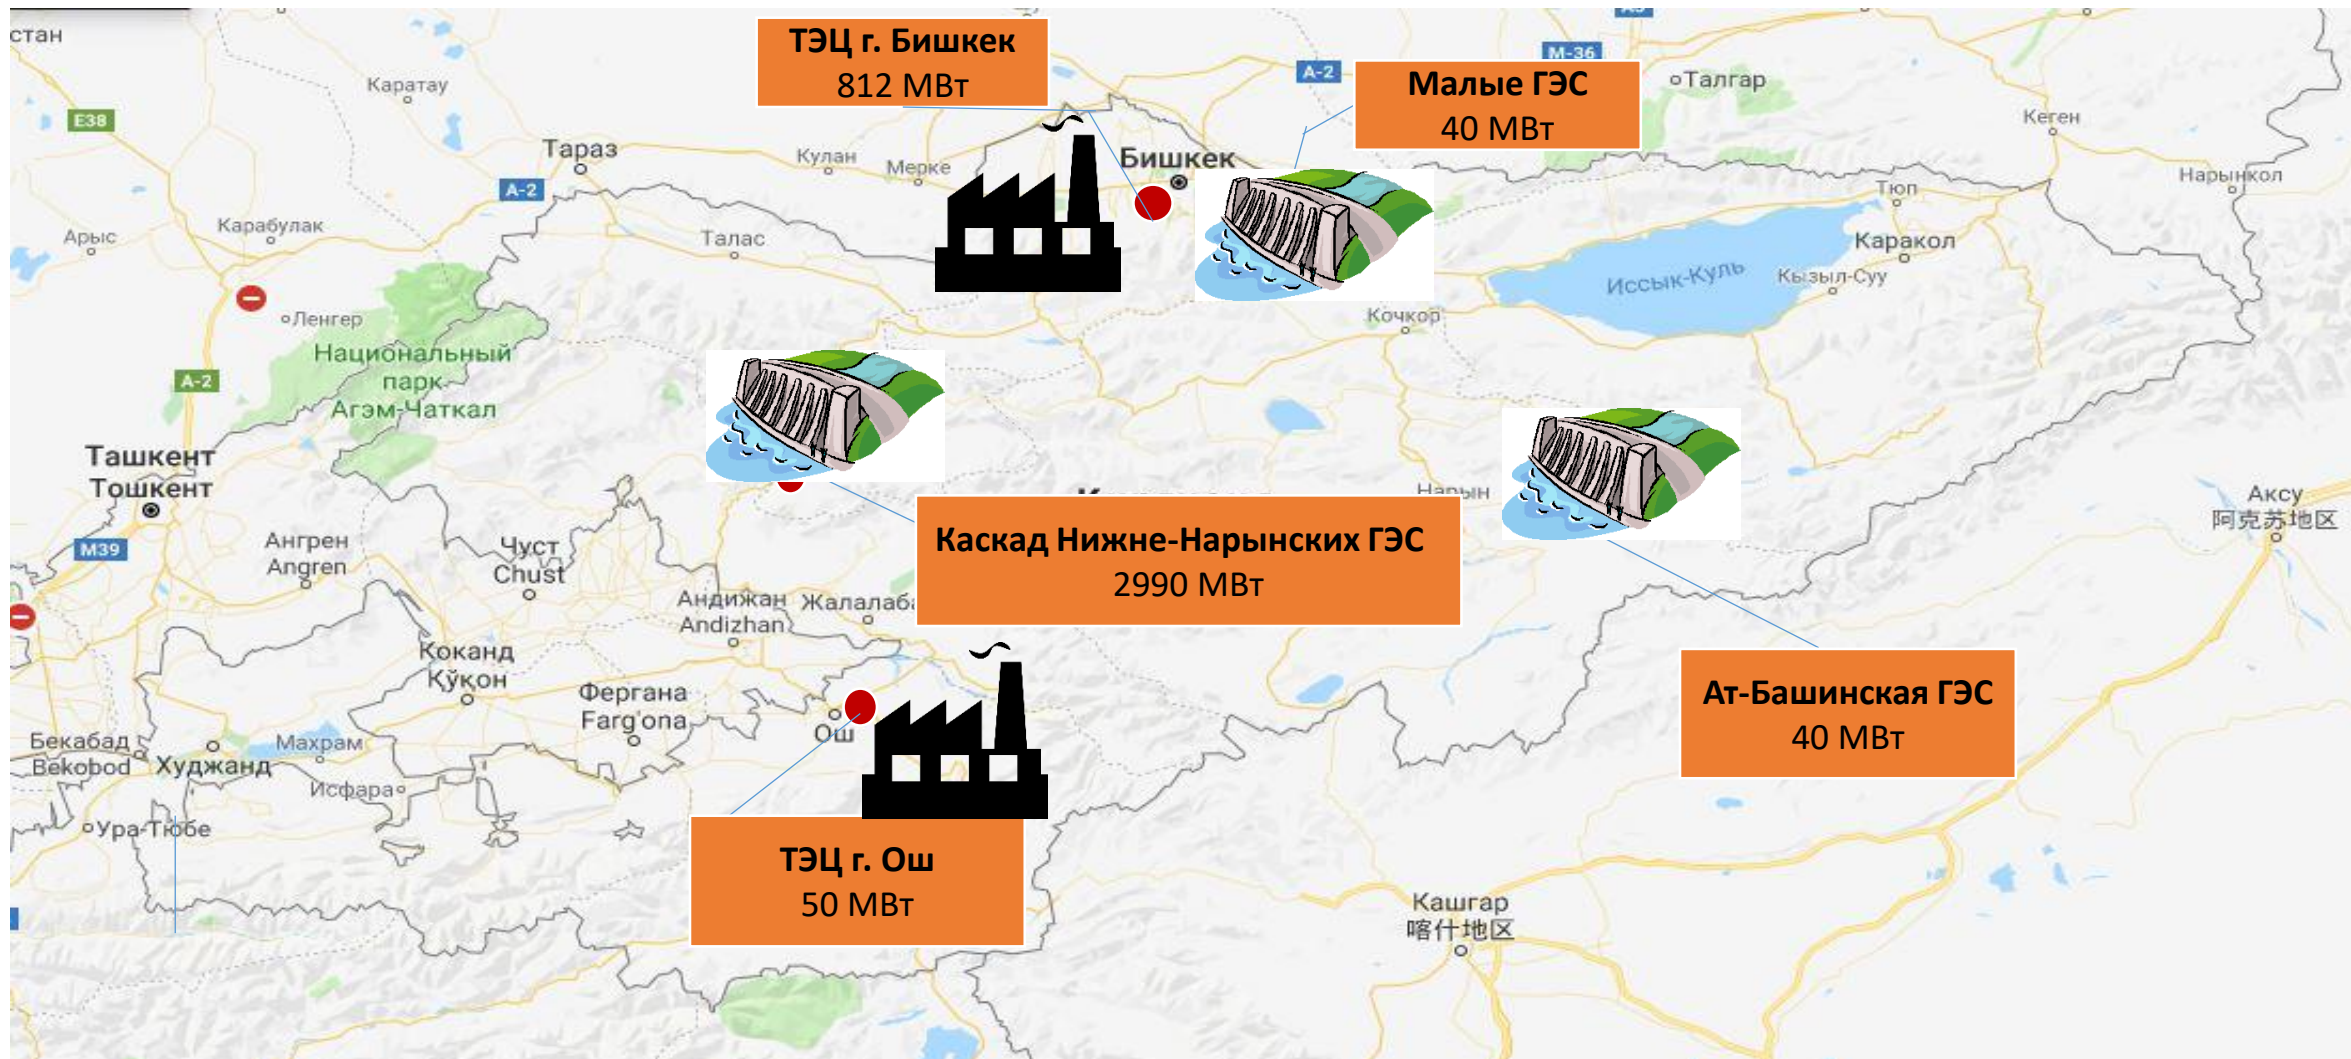 стан
ТЭЦ г. Бишкек
812 МВт
M-36
A-2
Малые ГЭС
40 МВт
Талгар
Каратау
E38
Кеген
Тараз
Кулан
Мерке
Бишкек
A-2
Нарынкол
Тюп
Арыс
Карабулак
Талас
Каракол
Иссык-Куль
Кызыл-Суу
Ленгер
Кочкор
Национальный
парк
Агэм-Чаткал
A-2
Ташкент
Тошкент
Нарын
Аксу
阿克苏地区
M39
Ангрен
Angren
Чуст
Chust
Каскад Нижне-Нарынских ГЭС
2990 МВт
Андижан
Andizhan
Жалалаба
Коканд
Қўқон
Фергана
Farg'ona
Ош
Ат-Башинская ГЭС
40 МВт
Бекабад
Bekobod
Худжанд
Махрам
Исфара
Ура-Тюбе
ТЭЦ г. Ош
50 МВт
Кашгар
喀什地区